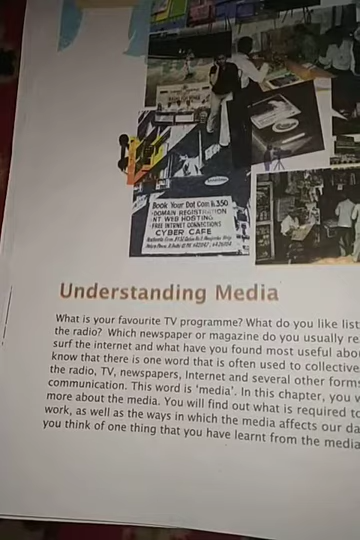 Book Your Dot Com
DOMAIN REGISTRATION
NT WEB HOSTING
FREE INTERNET CONNECTIONS
CYBER CAFE
Understanding Media
What is your favourite TV programme? What do you like list
the radio? Which newspaper or magazine do you usually re
surf the internet and what have you found most useful abo
know that there is one word that is often used to collective
the radio, TV, newspapers, Internet and several other form
communication. This word is ‘media’. In this chapter, you w
more about the media. You will find out what is required to
work, as well as the ways in which the media affects our da
you think of one thing that you have learnt from the media